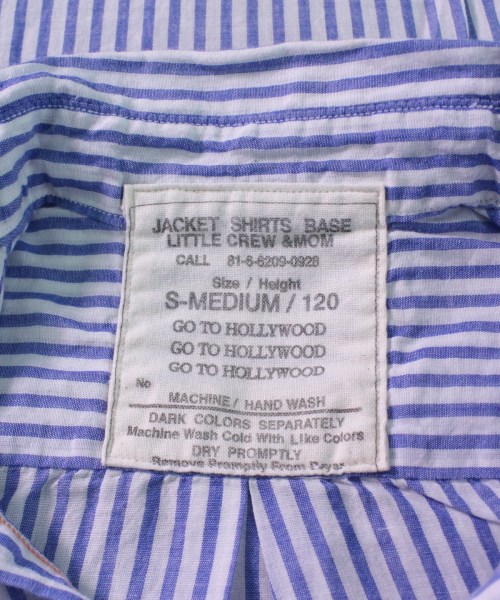 JACKET SHIRTS BASE
LITTLE CREW &MOM
CALL 81-6-6209-0928
Size / Height
S-MEDIUM / 120
GO TO HOLLYWOOD
GO TO HOLLYWOOD
GO TO HOLLYWOOD
No
MACHINE / HAND WASH
DARK COLORS SEPARATELY
Machine Wash Cold With Like Colors
DRY PROMPTLY
Remove Promptly From Dryer